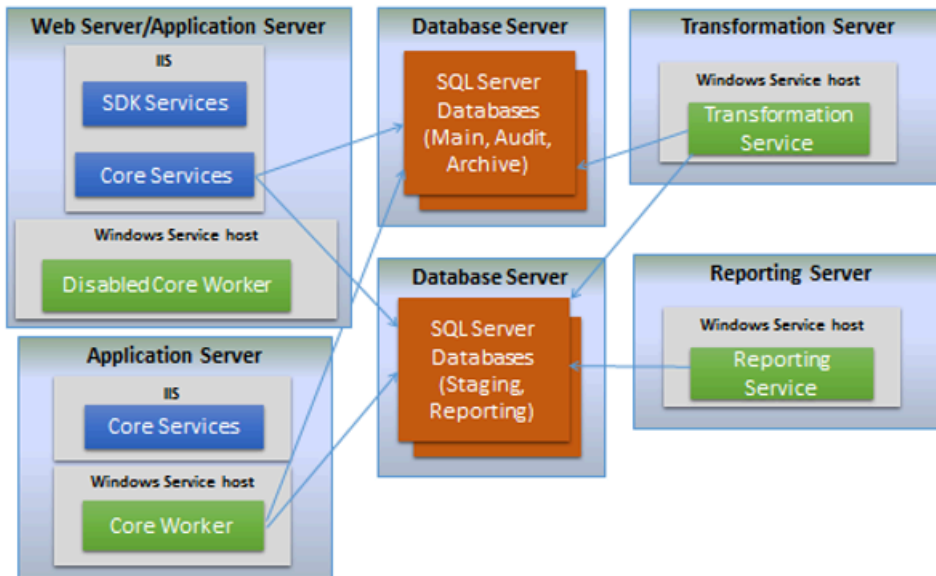 Web Server/Application Server
IIS
SDK Services
Core Services
Windows Service host
Disabled Core Worker
Application Server
IIS
Core Services
Windows Service host
Core Worker
Database Server
SQL Server
Databases
(Main, Audit,
Archive)
Database Server
SQL Server
Databases
(Staging,
Reporting)
Transformation Server
Windows Service host
Transformation
Service
Reporting Server
Windows Service host
Reporting
Service